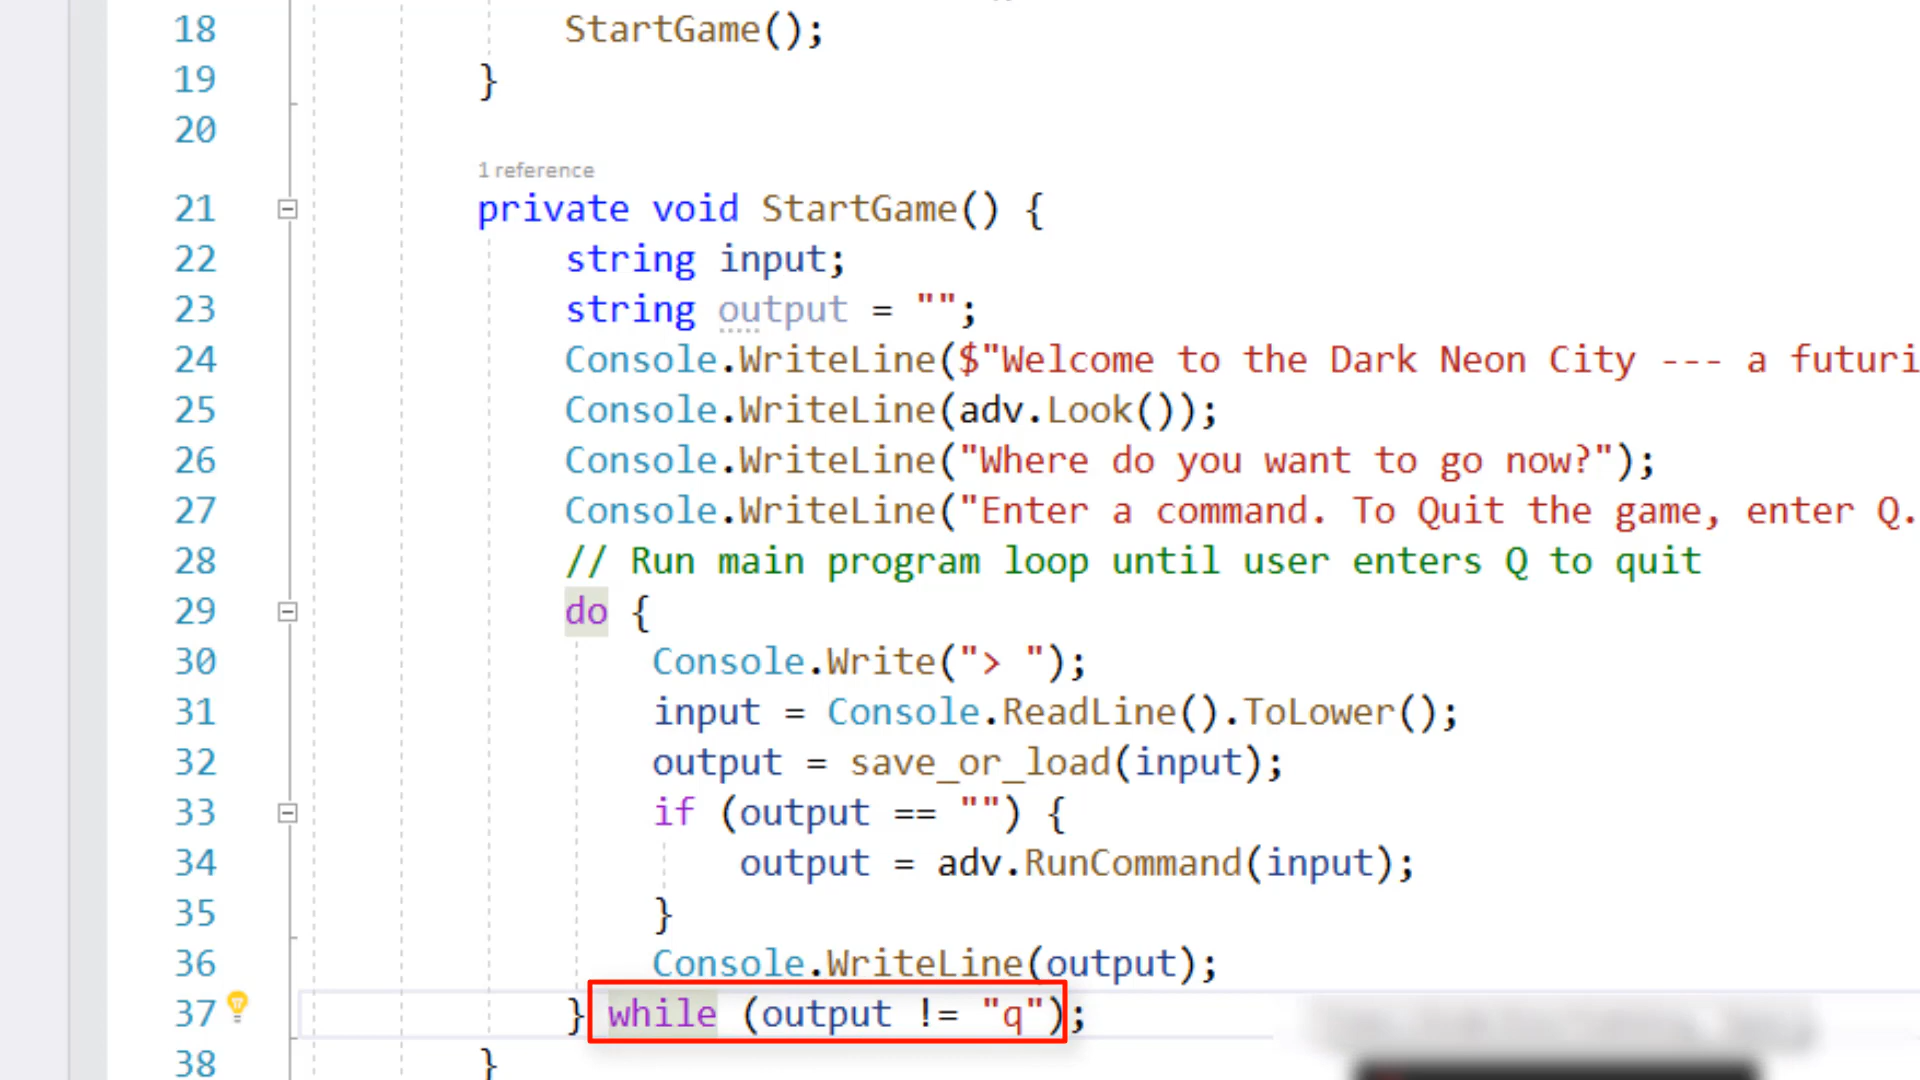 18 StartGame();
19 }
20
1 reference
21 private void StartGame() {
22 string input;
23 string output = "";
24 Console.WriteLine($"Welcome to the Dark Neon City --- a futuri
25 Console.WriteLine(adv.Look());
26 Console.WriteLine("Where do you want to go now?");
27 Console.WriteLine("Enter a command. To Quit the game, enter Q.
28 // Run main program loop until user enters Q to quit
29 do {
30 Console.Write("> ");
31 input = Console.ReadLine().ToLower();
32 output = save_or_load(input);
33 if (output == "") {
34 output = adv.RunCommand(input);
35 }
36 Console.WriteLine(output);
37 } while (output != "q");
38 }